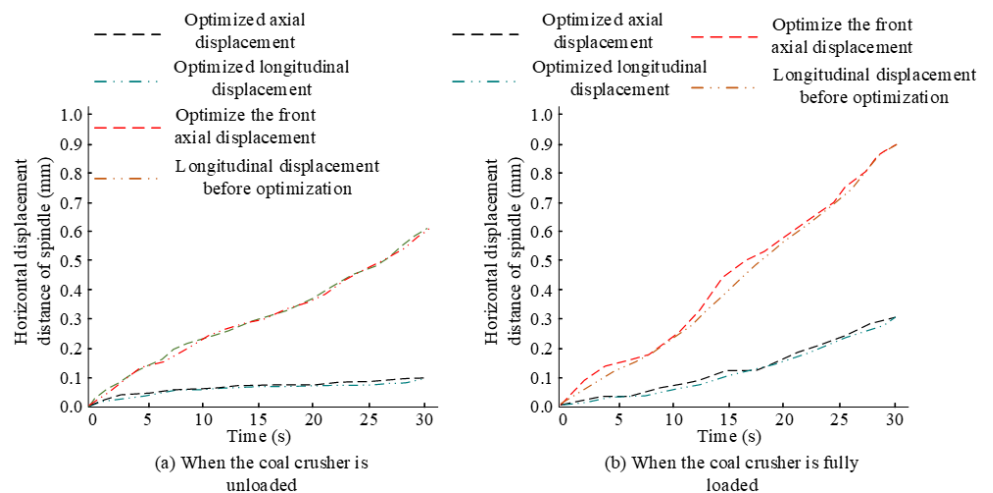 Optimized axial
displacement
Optimized longitudinal
displacement
Optimize the front
axial displacement
Longitudinal displacement
before optimization
Horizontal displacement
distance of spindle (mm)
1.0
0.9
0.8
0.7
0.6
0.5
0.4
0.3
0.2
0.1
0.0
0 5 10 15 20 25 30
Time (s)
(a) When the coal crusher is
unloaded
Optimized axial
displacement
Optimized longitudinal
displacement
Optimize the front
axial displacement
Longitudinal displacement
before optimization
Horizontal displacement
distance of spindle (mm)
1.0
0.9
0.8
0.7
0.6
0.5
0.4
0.3
0.2
0.1
0.0
0 5 10 15 20 25 30
Time (s)
(b) When the coal crusher is fully
loaded